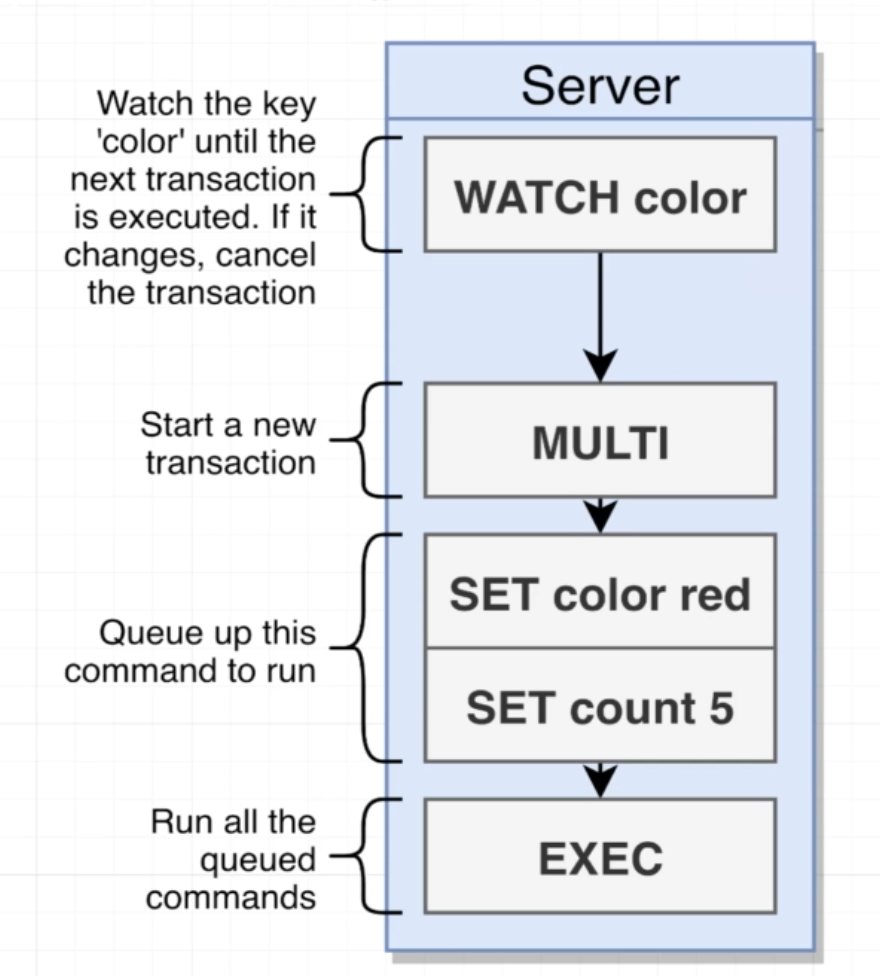 Server
Watch the key
'color' until the
next transaction
is executed. If it
changes, cancel
the transaction
WATCH color
Start a new
transaction
MULTI
Queue up this
command to run
SET color red
SET count 5
Run all the
queued
commands
EXEC